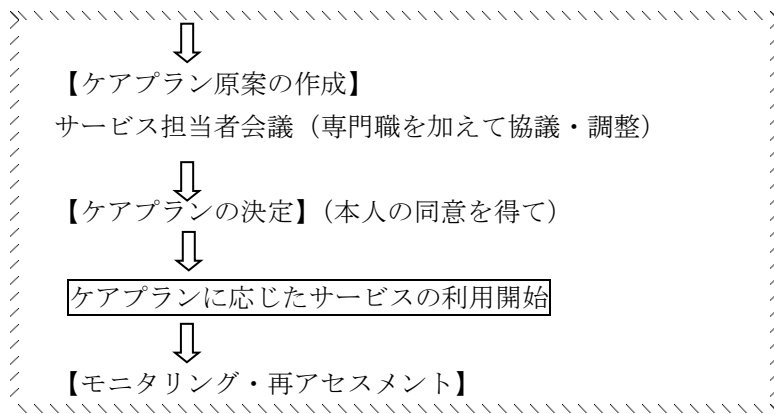 【ケアプラン原案の作成】
サービス担当者会議（専門職を加えて協議・調整）
【ケアプランの決定】（本人の同意を得て）
ケアプランに応じたサービスの利用開始
【モニタリング・再アセスメント】